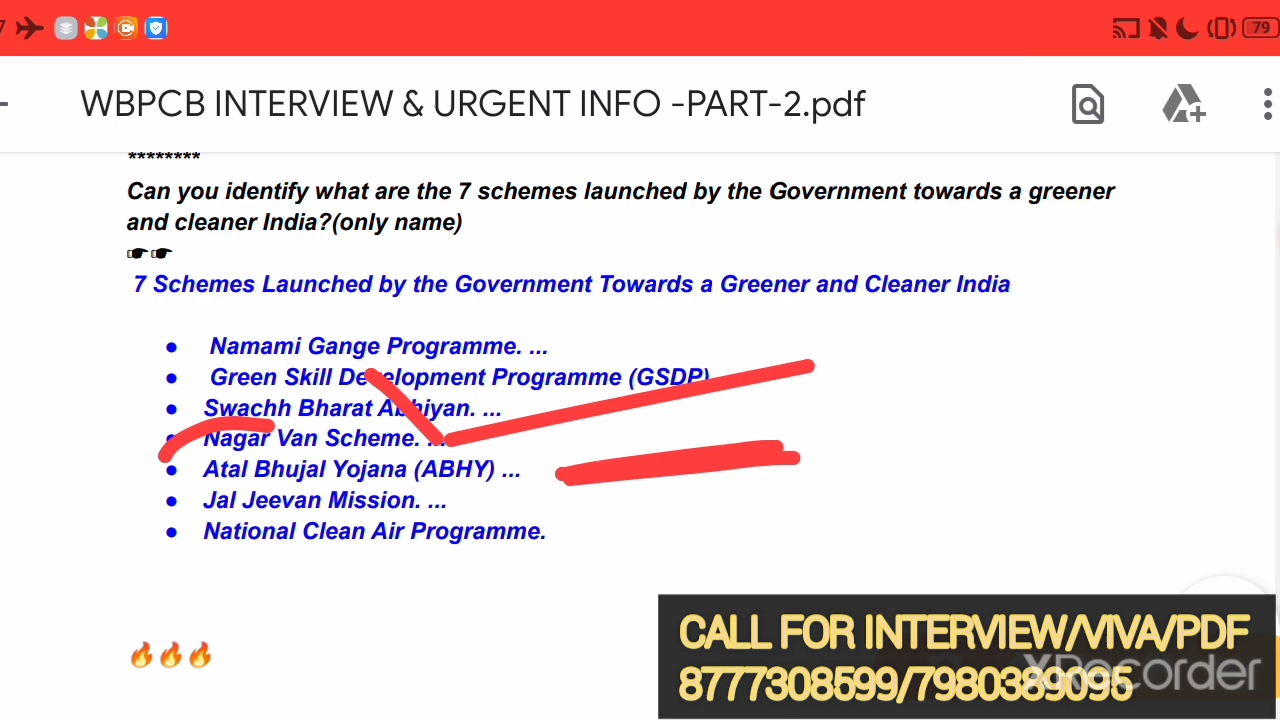 79
WBPCB INTERVIEW & URGENT INFO -PART-2.pdf
********
Can you identify what are the 7 schemes launched by the Government towards a greener
and cleaner India?(only name)
☛☛
7 Schemes Launched by the Government Towards a Greener and Cleaner India
● Namami Gange Programme. ...
● Green Skill Development Programme (GSDP)
● Swachh Bharat Abhiyan. ...
● Nagar Van Scheme. ...
● Atal Bhujal Yojana (ABHY) ...
● Jal Jeevan Mission. ...
● National Clean Air Programme.
🔥🔥🔥
CALL FOR INTERVIEW/VIVA/PDF
8777308599/7980389095
XRecorder